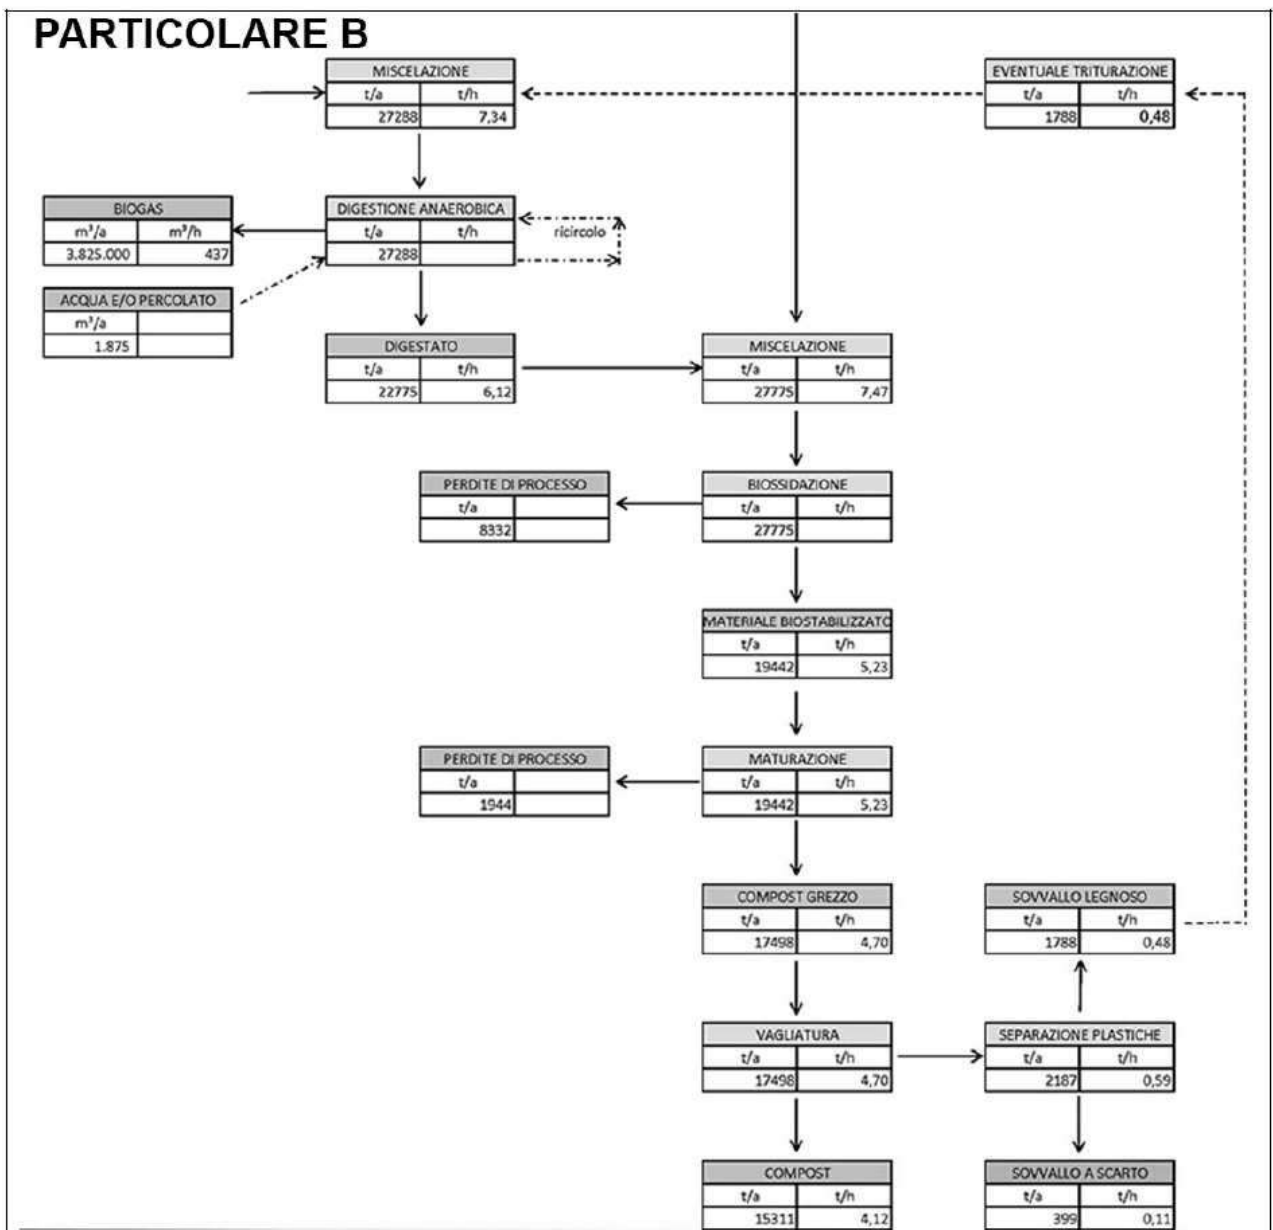 PARTICOLARE B
MISCELAZIONE
t/a t/h
27288 7,34
EVENTUALE TRITURAZIONE
t/a t/h
1788 0,48
BIOGAS
m³/a m³/h
3.825.000 437
DIGESTIONE ANAEROBICA
t/a t/h
27288
ricircolo
ACQUA E/O PERCOLATO
m³/a
1.875
DIGESTATO
t/a t/h
22775 6,12
MISCELAZIONE
t/a t/h
27775 7,47
PERDITE DI PROCESSO
t/a
8332
BIOSSIDAZIONE
t/a t/h
27775
MATERIALE BIOSTABILIZZATO
t/a t/h
19442 5,23
PERDITE DI PROCESSO
t/a
1944
MATURAZIONE
t/a t/h
19442 5,23
COMPOST GREZZO
t/a t/h
17498 4,70
SOVVALLO LEGNOSO
t/a t/h
1788 0,48
VAGLIATURA
t/a t/h
17498 4,70
SEPARAZIONE PLASTICHE
t/a t/h
2187 0,59
COMPOST
t/a t/h
15311 4,12
SOVVALLO A SCARTO
t/a t/h
399 0,11